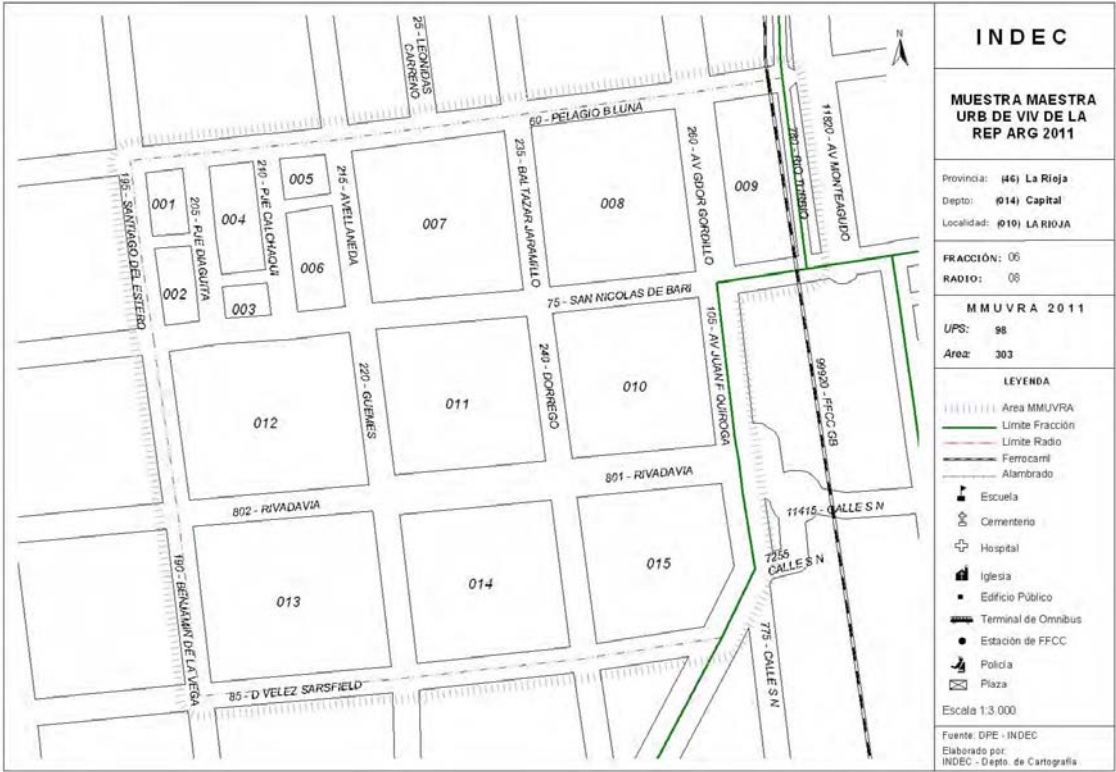 25 - LEONIDAS
CARREÑO
60 - PELAGIO B LUNA
195 - SANTIAGO DEL ESTERO
001
205 - PJE DIAGUITA
004
210 - PJE CALCHAQUI
005
215 - AVELLANEDA
007
235 - BALTAZAR JARAMILLO
008
260 - AV GDOR GORDILLO
009
780 - RIO TURBIO
11820 - AV MONTEAGUDO
002
003
006
75 - SAN NICOLAS DE BARI
012
220 - GUEMES
011
240 - DORREGO
010
105 - AV JUAN F QUIROGA
99920 - FFCC GB
802 - RIVADAVIA
801 - RIVADAVIA
11415 - CALLE S N
7255
CALLE S N
190 - BENJAMIN DE LA VEGA
013
014
015
775 - CALLE S N
85 - D VELEZ SARSFIELD
N
INDEC
MUESTRA MAESTRA
URB DE VIV DE LA
REP ARG 2011
Provincia: (46) La Rioja
Depto: (014) Capital
Localidad: (010) LA RIOJA
FRACCIÓN: 06
RADIO: 08
MMUVRA 2011
UPS: 98
Area: 303
LEYENDA
Area MMUVRA
Límite Fracción
Límite Radio
Ferrocarril
Alambrado
Escuela
Cementerio
Hospital
Iglesia
Edificio Público
Terminal de Omnibus
Estación de FFCC
Policía
Plaza
Escala 1:3.000
Fuente: DPE - INDEC
Elaborado por:
INDEC - Depto. de Cartografía